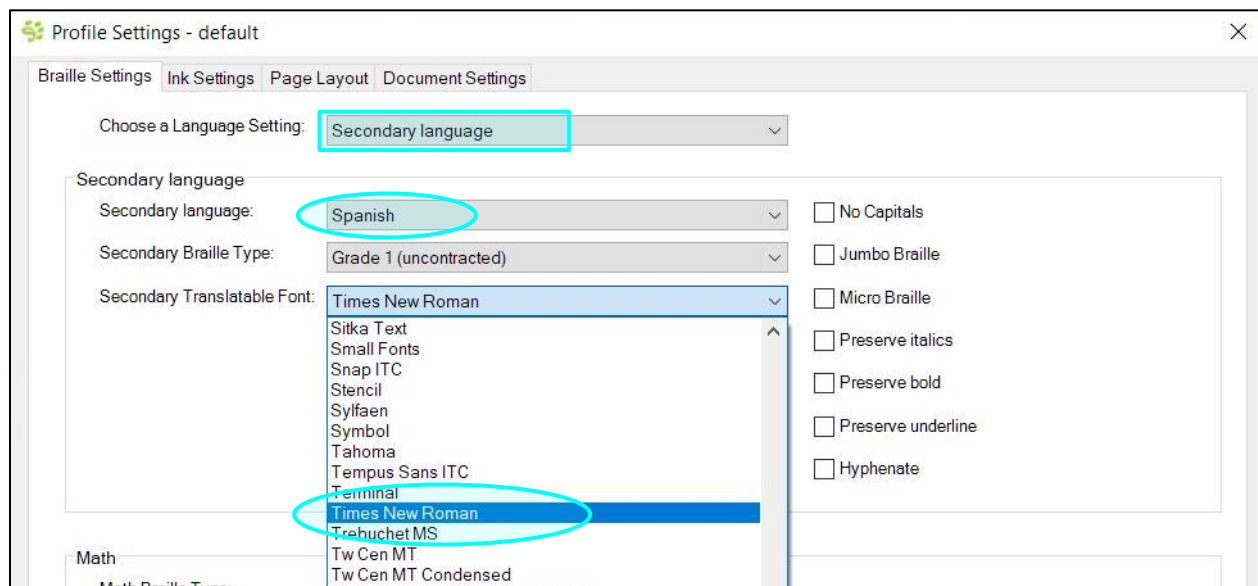 Profile Settings - default
Braille Settings Ink Settings Page Layout Document Settings
Choose a Language Setting: Secondary language
Secondary language
Secondary language: Spanish No Capitals
Secondary Braille Type: Grade 1 (uncontracted) Jumbo Braille
Secondary Translatable Font: Times New Roman Micro Braille
Sitka Text
Small Fonts Preserve italics
Snap ITC
Stencil Preserve bold
Sylfaen
Symbol Preserve underline
Tahoma
Tempus Sans ITC Hyphenate
Terminal
Times New Roman
Trebuchet MS
Math Tw Cen MT
Tw Cen MT Condensed
Math Braille Type: